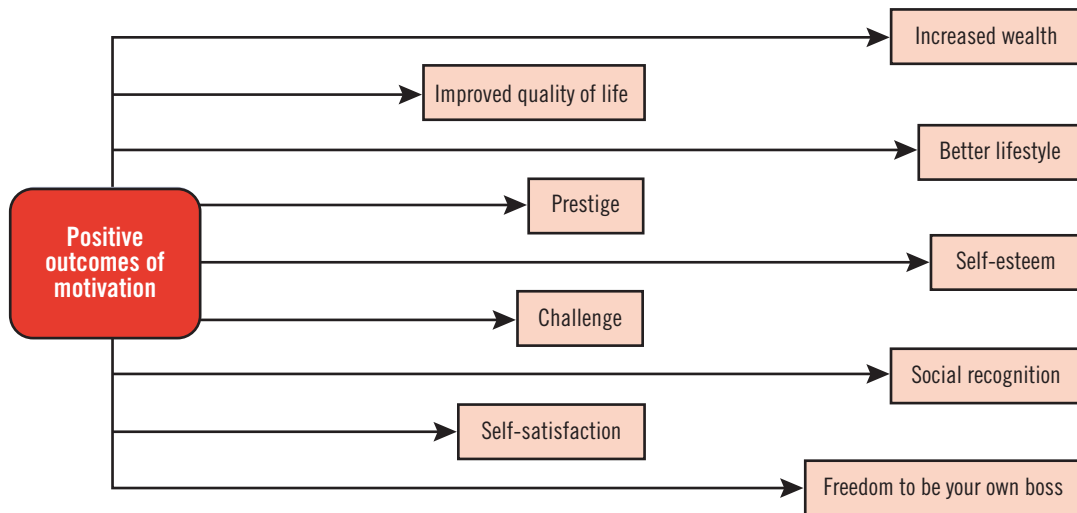 Increased wealth
Improved quality of life
Better lifestyle
Prestige
Positive
outcomes of
motivation
Self-esteem
Challenge
Social recognition
Self-satisfaction
Freedom to be your own boss